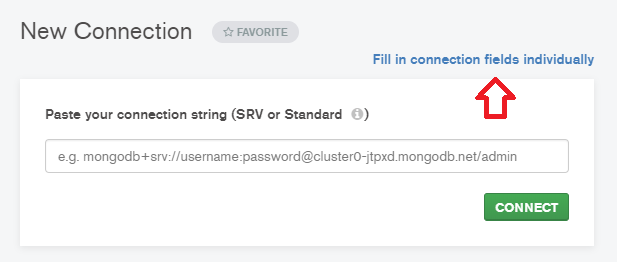 New Connection
FAVORITE
Fill in connection fields individually
Paste your connection string (SRV or Standard )
e.g. mongodb+srv://username:password@cluster0-jtpxd.mongodb.net/admin
CONNECT